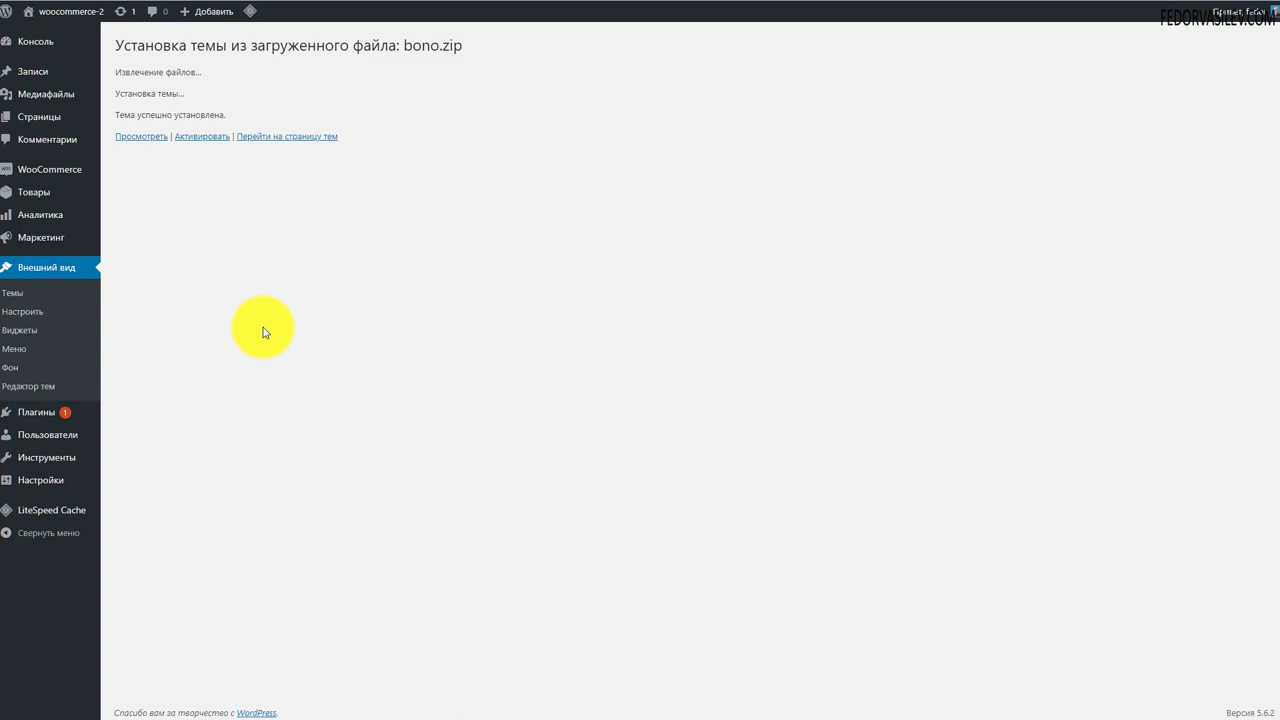 woocommerce-2 1 0 Добавить
FEDORVASILEV.COM
Консоль
Записи
Медиафайлы
Страницы
Комментарии
WooCommerce
Товары
Аналитика
Маркетинг
Внешний вид
Темы
Настроить
Виджеты
Меню
Фон
Редактор тем
Плагины 1
Пользователи
Инструменты
Настройки
LiteSpeed Cache
Свернуть меню
Установка темы из загруженного файла: bono.zip
Извлечение файлов...
Установка темы...
Тема успешно установлена.
Просмотреть | Активировать | Перейти на страницу тем
Спасибо вам за творчество с WordPress.
Версия 5.6.2